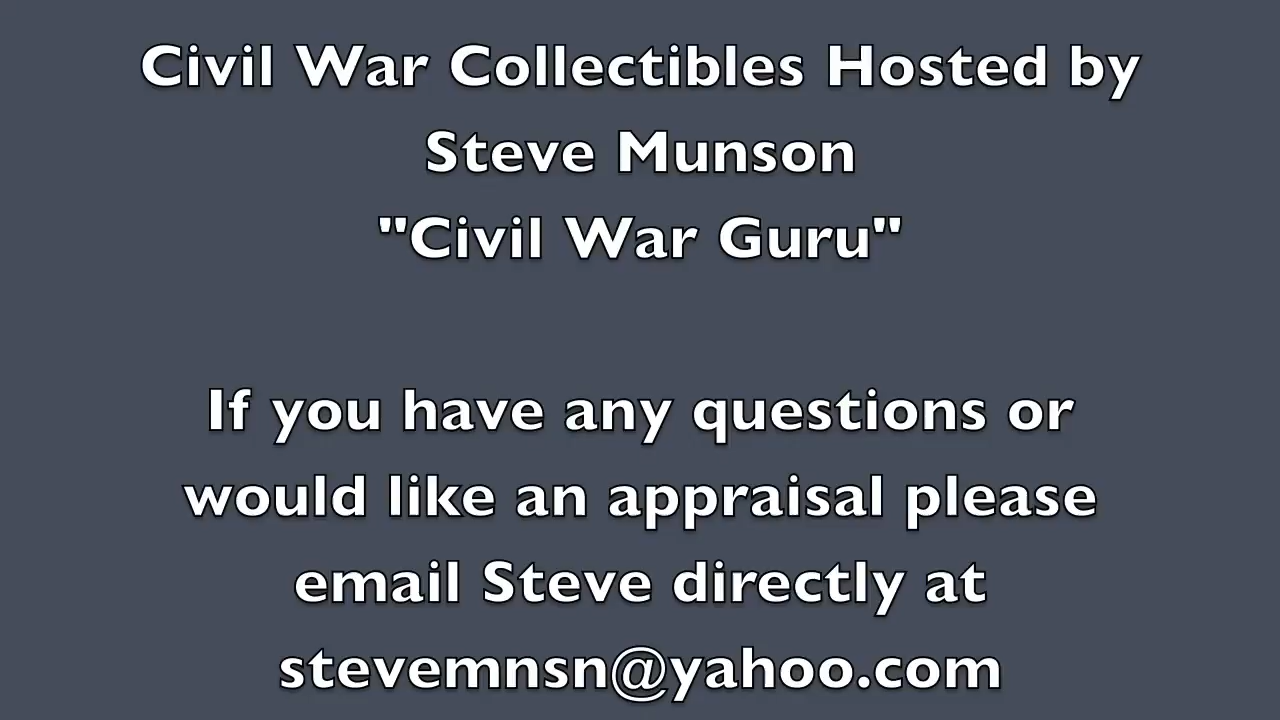 Civil War Collectibles Hosted by
Steve Munson
"Civil War Guru"
If you have any questions or
would like an appraisal please
email Steve directly at
stevemnsn@yahoo.com